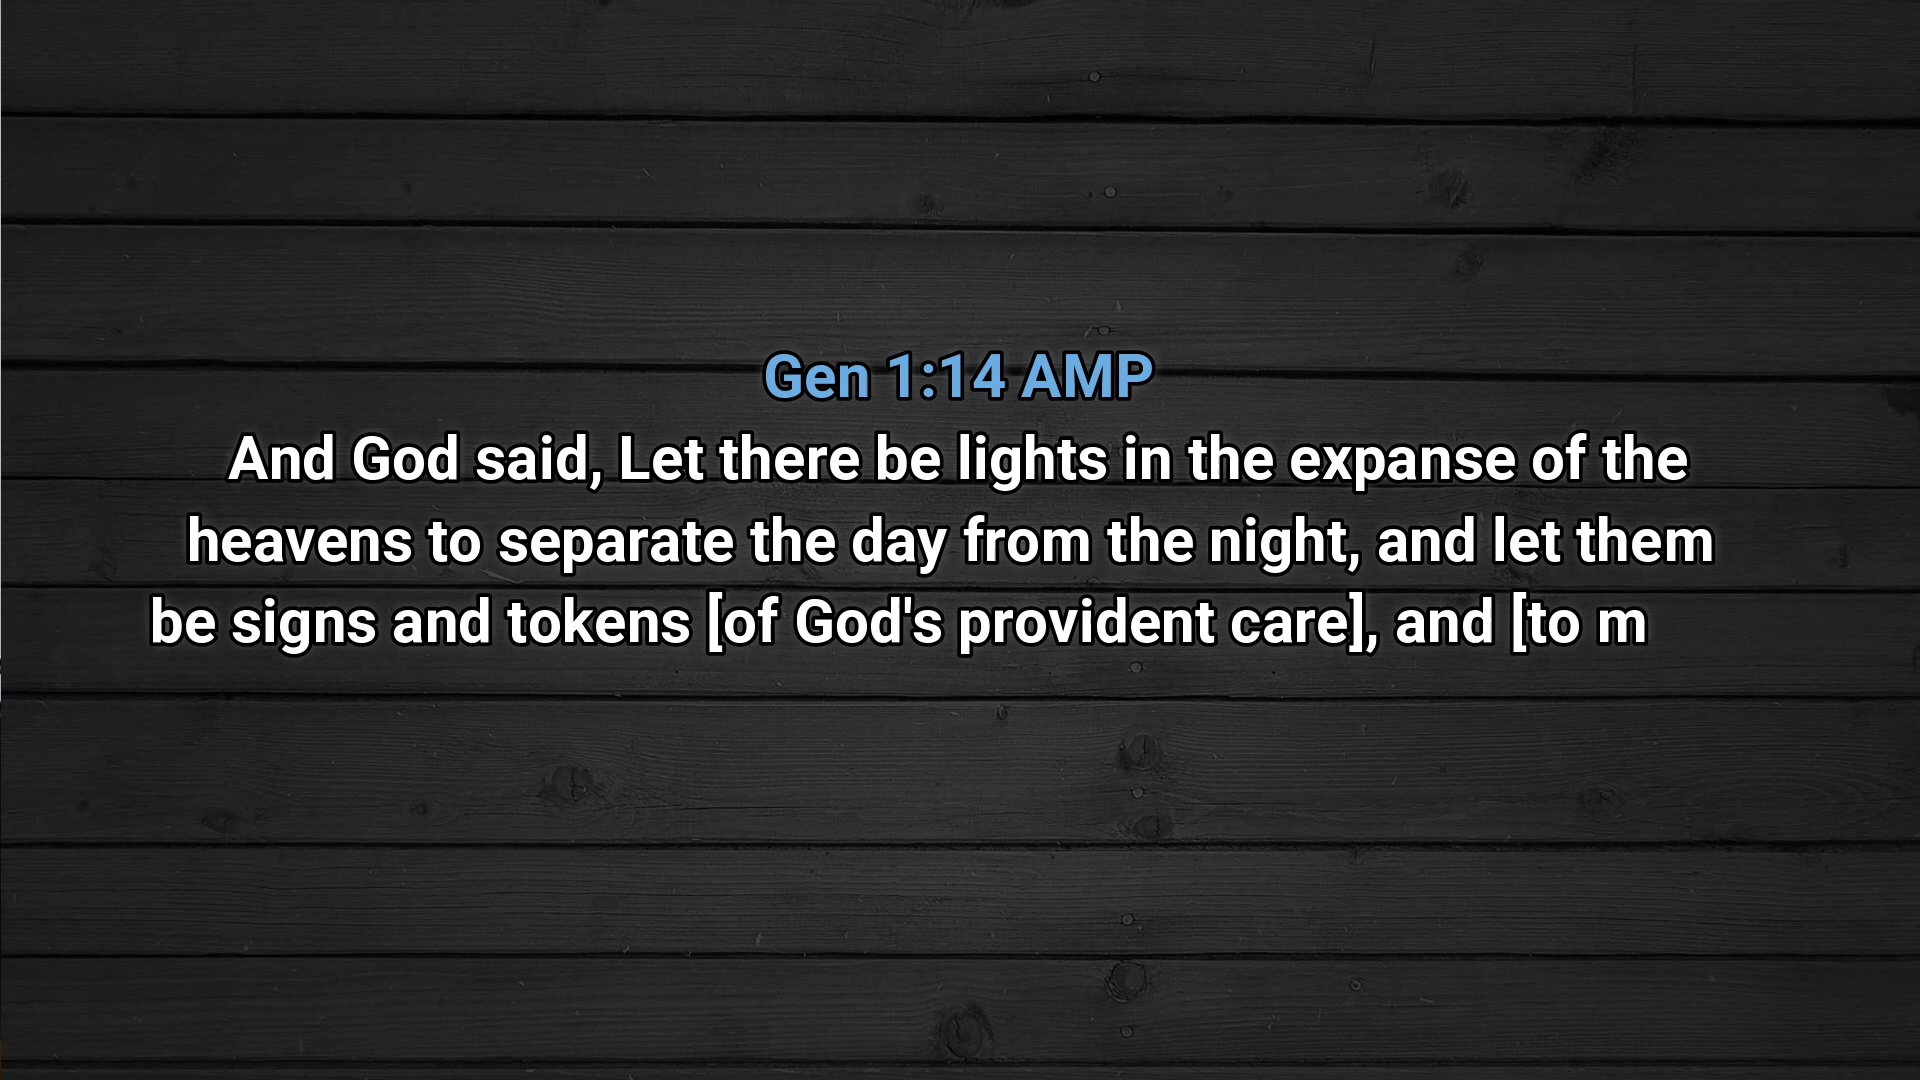 Gen 1:14 AMP
And God said, Let there be lights in the expanse of the
heavens to separate the day from the night, and let them
be signs and tokens [of God's provident care], and [to m